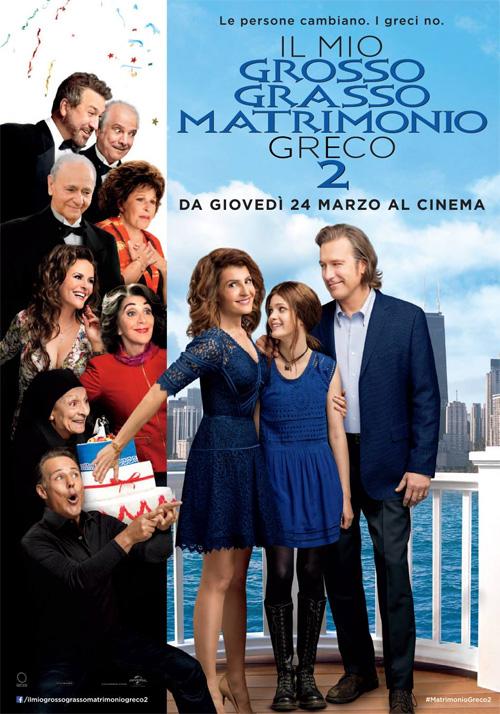 Le persone cambiano. I greci no.
IL MIO
GROSSO
GRASSO
MATRIMONIO
GRECO
2
DA GIOVEDÌ 24 MARZO AL CINEMA
/ilmiogrossograssomatrimoniogreco2
#MatrimonioGreco2